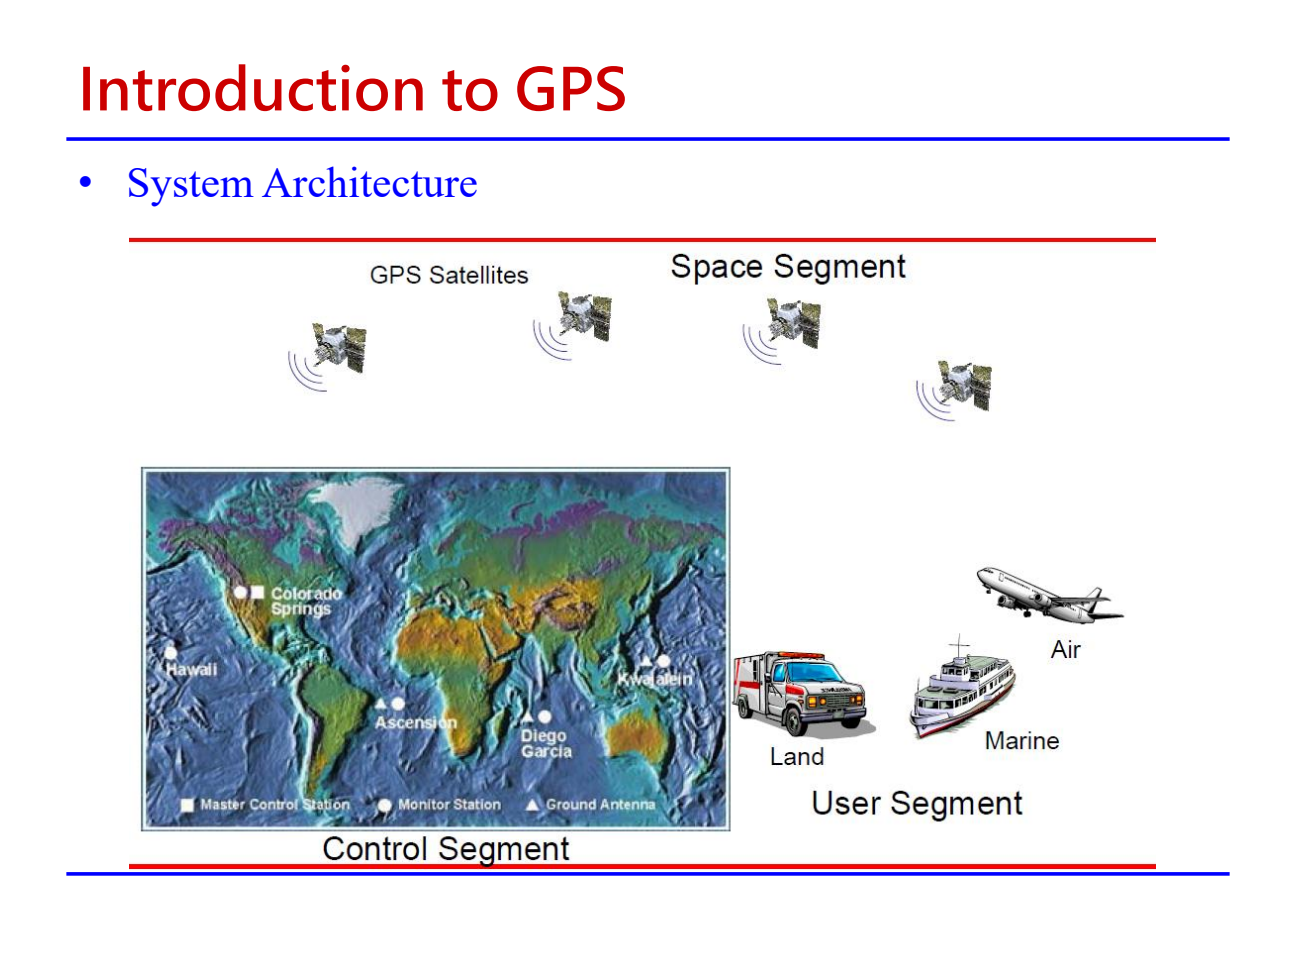 Introduction to GPS
• System Architecture
GPS Satellites
Space Segment
Colorado
Springs
Hawaii
Kwajalein
Ascension
Diego
Garcia
Master Control Station
Monitor Station
Ground Antenna
Control Segment
Air
Marine
Land
User Segment